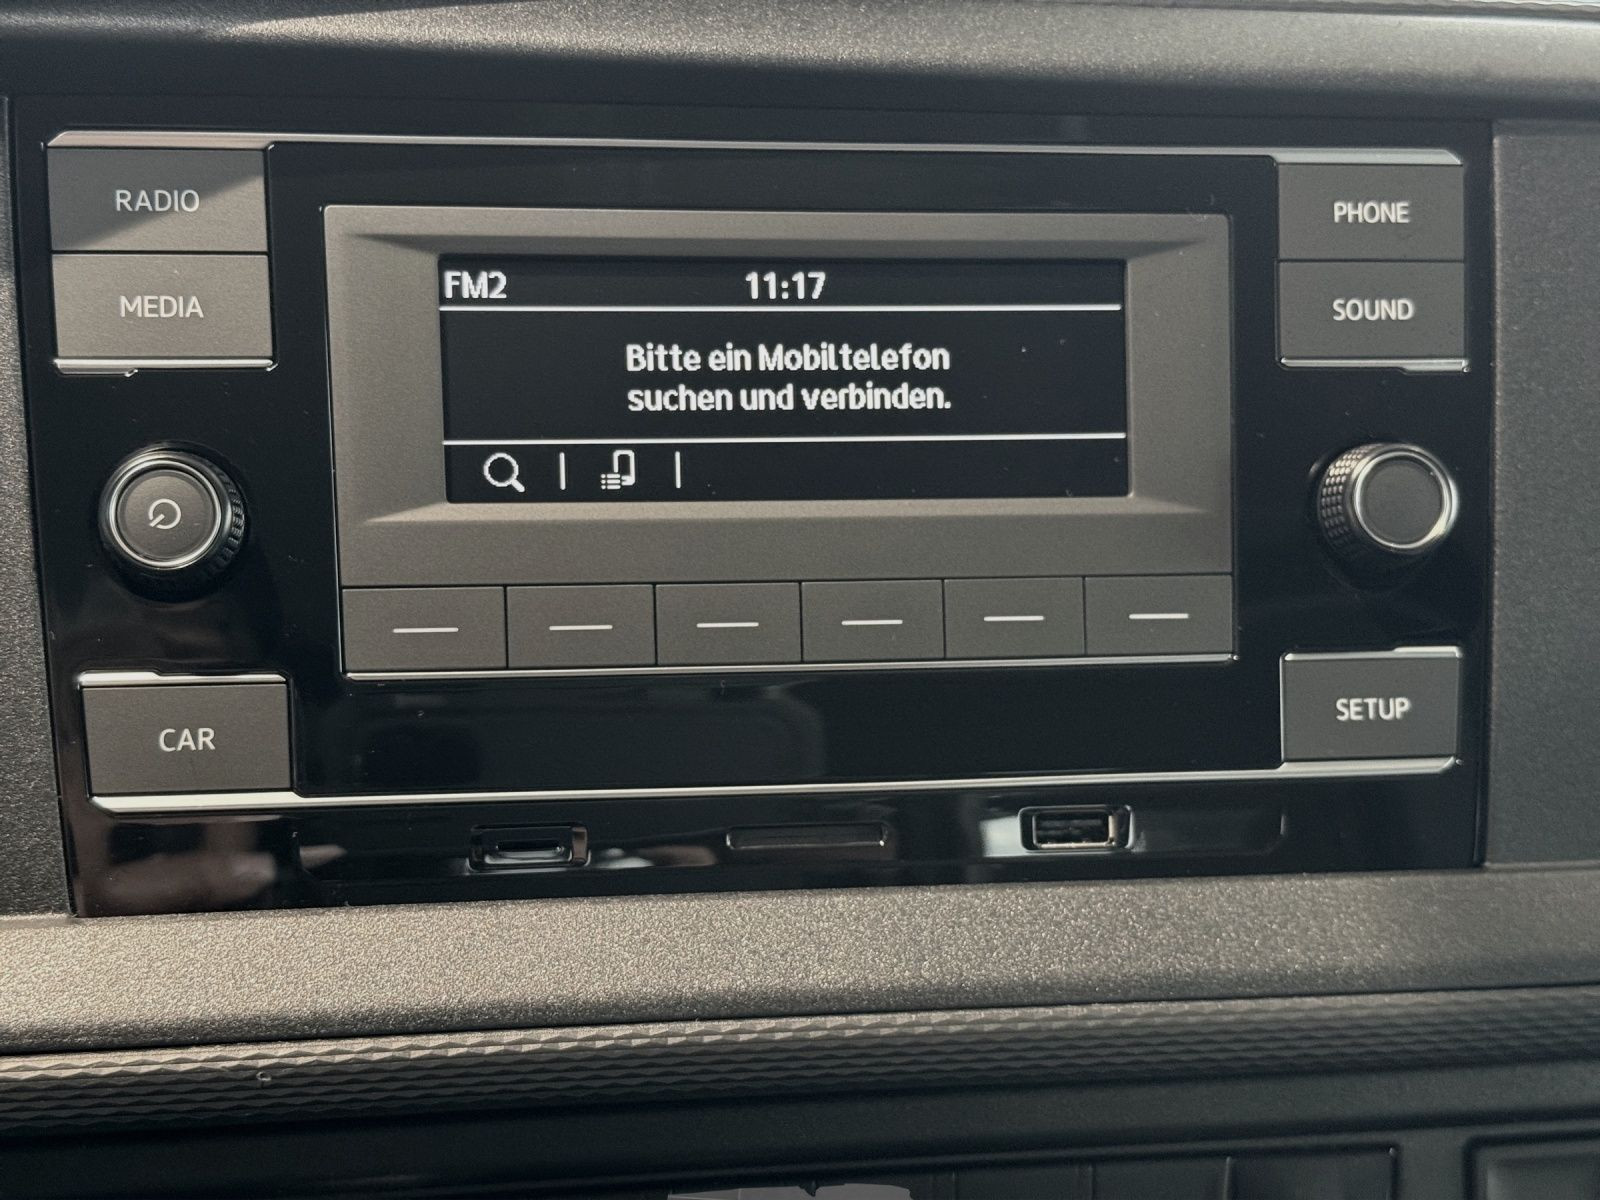 RADIO
MEDIA
PHONE
SOUND
FM2 11:17
Bitte ein Mobiltelefon
suchen und verbinden.
CAR
SETUP